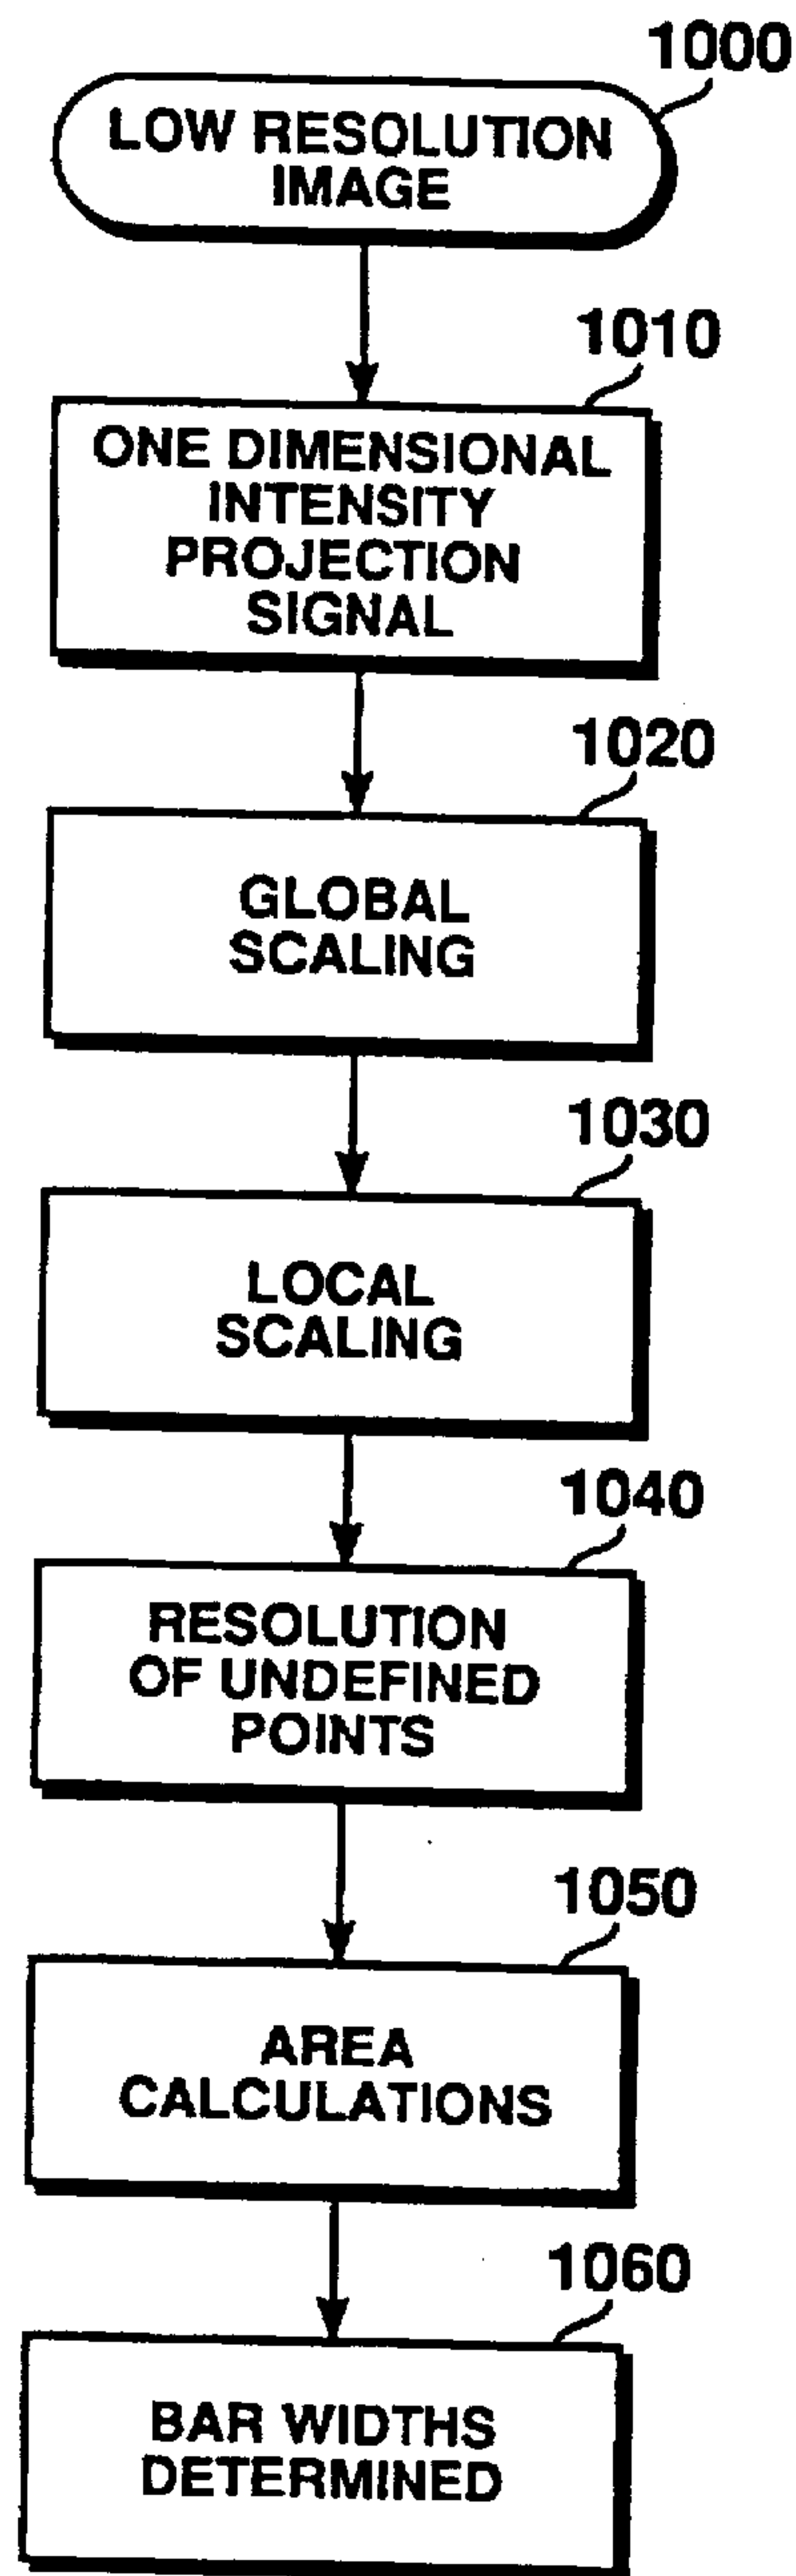 1000
LOW RESOLUTION
IMAGE
1010
ONE DIMENSIONAL
INTENSITY
PROJECTION
SIGNAL
1020
GLOBAL
SCALING
1030
LOCAL
SCALING
1040
RESOLUTION
OF UNDEFINED
POINTS
1050
AREA
CALCULATIONS
1060
BAR WIDTHS
DETERMINED